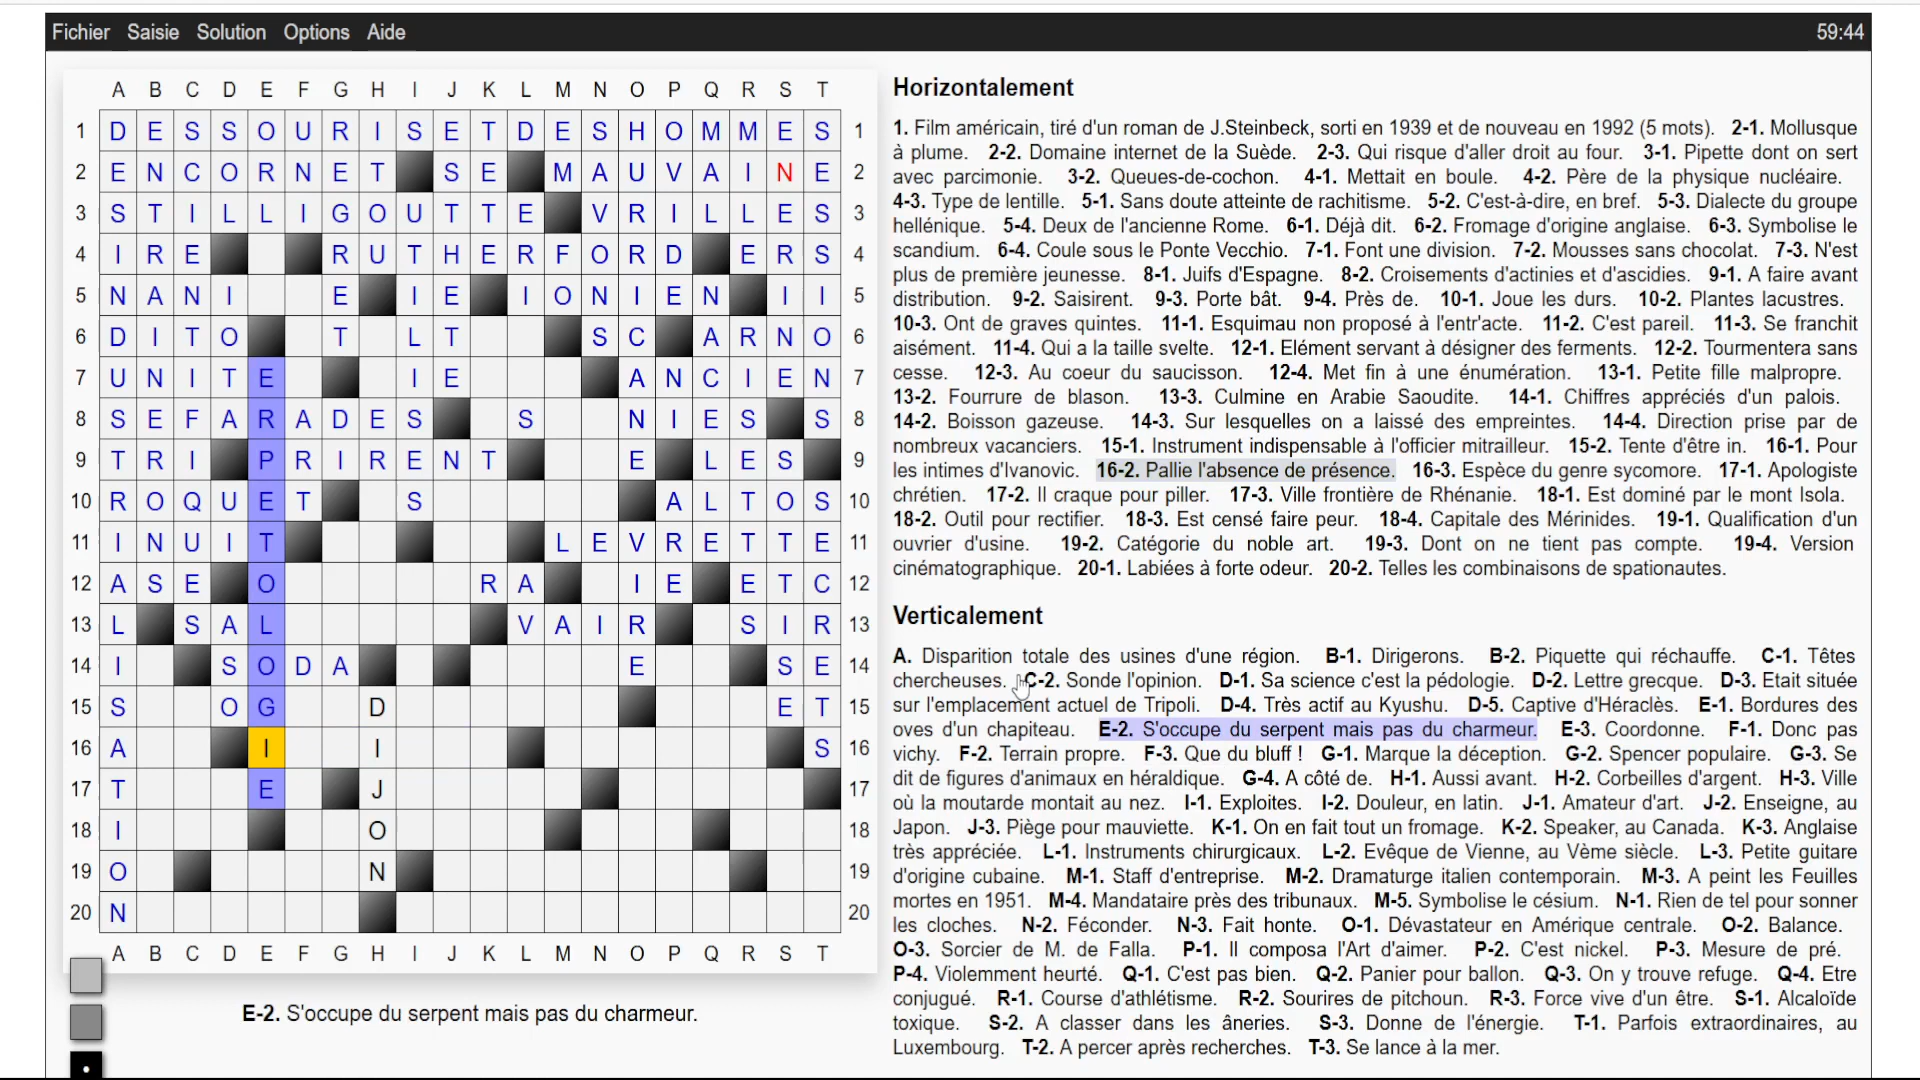 Fichier Saisie Solution Options Aide 59:44
A B C D E F G H I J K L M N O P Q R S T
1 D E S S O U R I S E T D E S H O M M E S 1
2 E N C O R N E T S E M A U V A I N E 2
3 S T I L L I G O U T T E V R I L L E S 3
4 I R E R U T H E R F O R D E R S 4
5 N A N I E I E I O N I E N I I 5
6 D I T O T L T S C A R N O 6
7 U N I T E I E A N C I E N 7
8 S E F A R A D E S S N I E S S 8
9 T R I P R I R E N T E L E S 9
10 R O Q U E T S A L T O S 10
11 I N U I T L E V R E T T E 11
12 A S E O R A I E E T C 12
13 L S A L V A I R S I R 13
14 I S O D A E S E 14
15 S O G D E T 15
16 A I I S 16
17 T E J 17
18 I O 18
19 O N 19
20 N 20
A B C D E F G H I J K L M N O P Q R S T
E-2. S'occupe du serpent mais pas du charmeur.
Horizontalement
1. Film américain, tiré d'un roman de J.Steinbeck, sorti en 1939 et de nouveau en 1992 (5 mots). 2-1. Mollusque
à plume. 2-2. Domaine internet de la Suède. 2-3. Qui risque d'aller droit au four. 3-1. Pipette dont on sert
avec parcimonie. 3-2. Queues-de-cochon. 4-1. Mettait en boule. 4-2. Père de la physique nucléaire.
4-3. Type de lentille. 5-1. Sans doute atteinte de rachitisme. 5-2. C'est-à-dire, en bref. 5-3. Dialecte du groupe
hellénique. 5-4. Deux de l'ancienne Rome. 6-1. Déjà dit. 6-2. Fromage d'origine anglaise. 6-3. Symbolise le
scandium. 6-4. Coule sous le Ponte Vecchio. 7-1. Font une division. 7-2. Mousses sans chocolat. 7-3. N'est
plus de première jeunesse. 8-1. Juifs d'Espagne. 8-2. Croisements d'actinies et d'ascidies. 9-1. A faire avant
distribution. 9-2. Saisirent. 9-3. Porte bât. 9-4. Près de. 10-1. Joue les durs. 10-2. Plantes lacustres.
10-3. Ont de graves quintes. 11-1. Esquimau non proposé à l'entr'acte. 11-2. C'est pareil. 11-3. Se franchit
aisément. 11-4. Qui a la taille svelte. 12-1. Elément servant à désigner des ferments. 12-2. Tourmentera sans
cesse. 12-3. Au coeur du saucisson. 12-4. Met fin à une énumération. 13-1. Petite fille malpropre.
13-2. Fourrure de blason. 13-3. Culmine en Arabie Saoudite. 14-1. Chiffres appréciés d'un palois.
14-2. Boisson gazeuse. 14-3. Sur lesquelles on a laissé des empreintes. 14-4. Direction prise par de
nombreux vacanciers. 15-1. Instrument indispensable à l'officier mitrailleur. 15-2. Tente d'être in. 16-1. Pour
les intimes d'Ivanovic. 16-2. Pallie l'absence de présence. 16-3. Espèce du genre sycomore. 17-1. Apologiste
chrétien. 17-2. Il craque pour piller. 17-3. Ville frontière de Rhénanie. 18-1. Est dominé par le mont Isola.
18-2. Outil pour rectifier. 18-3. Est censé faire peur. 18-4. Capitale des Mérinides. 19-1. Qualification d'un
ouvrier d'usine. 19-2. Catégorie du noble art. 19-3. Dont on ne tient pas compte. 19-4. Version
cinématographique. 20-1. Labiées à forte odeur. 20-2. Telles les combinaisons de spationautes.
Verticalement
A. Disparition totale des usines d'une région. B-1. Dirigerons. B-2. Piquette qui réchauffe. C-1. Têtes
chercheuses. C-2. Sonde l'opinion. D-1. Sa science c'est la pédologie. D-2. Lettre grecque. D-3. Etait située
sur l'emplacement actuel de Tripoli. D-4. Très actif au Kyushu. D-5. Captive d'Héraclès. E-1. Bordures des
oves d'un chapiteau. E-2. S'occupe du serpent mais pas du charmeur. E-3. Coordonne. F-1. Donc pas
vichy. F-2. Terrain propre. F-3. Que du bluff ! G-1. Marque la déception. G-2. Spencer populaire. G-3. Se
dit de figures d'animaux en héraldique. G-4. A côté de. H-1. Aussi avant. H-2. Corbeilles d'argent. H-3. Ville
où la moutarde montait au nez. I-1. Exploites. I-2. Douleur, en latin. J-1. Amateur d'art. J-2. Enseigne, au
Japon. J-3. Piège pour mauviette. K-1. On en fait tout un fromage. K-2. Speaker, au Canada. K-3. Anglaise
très appréciée. L-1. Instruments chirurgicaux. L-2. Evêque de Vienne, au Vème siècle. L-3. Petite guitare
d'origine cubaine. M-1. Staff d'entreprise. M-2. Dramaturge italien contemporain. M-3. A peint les Feuilles
mortes en 1951. M-4. Mandataire près des tribunaux. M-5. Symbolise le césium. N-1. Rien de tel pour sonner
les cloches. N-2. Féconder. N-3. Fait honte. O-1. Dévastateur en Amérique centrale. O-2. Balance.
O-3. Sorcier de M. de Falla. P-1. Il composa l'Art d'aimer. P-2. C'est nickel. P-3. Mesure de pré.
P-4. Violemment heurté. Q-1. C'est pas bien. Q-2. Panier pour ballon. Q-3. On y trouve refuge. Q-4. Etre
conjugué. R-1. Course d'athlétisme. R-2. Sourires de pitchoun. R-3. Force vive d'un être. S-1. Alcaloïde
toxique. S-2. A classer dans les âneries. S-3. Donne de l'énergie. T-1. Parfois extraordinaires, au
Luxembourg. T-2. A percer après recherches. T-3. Se lance à la mer.